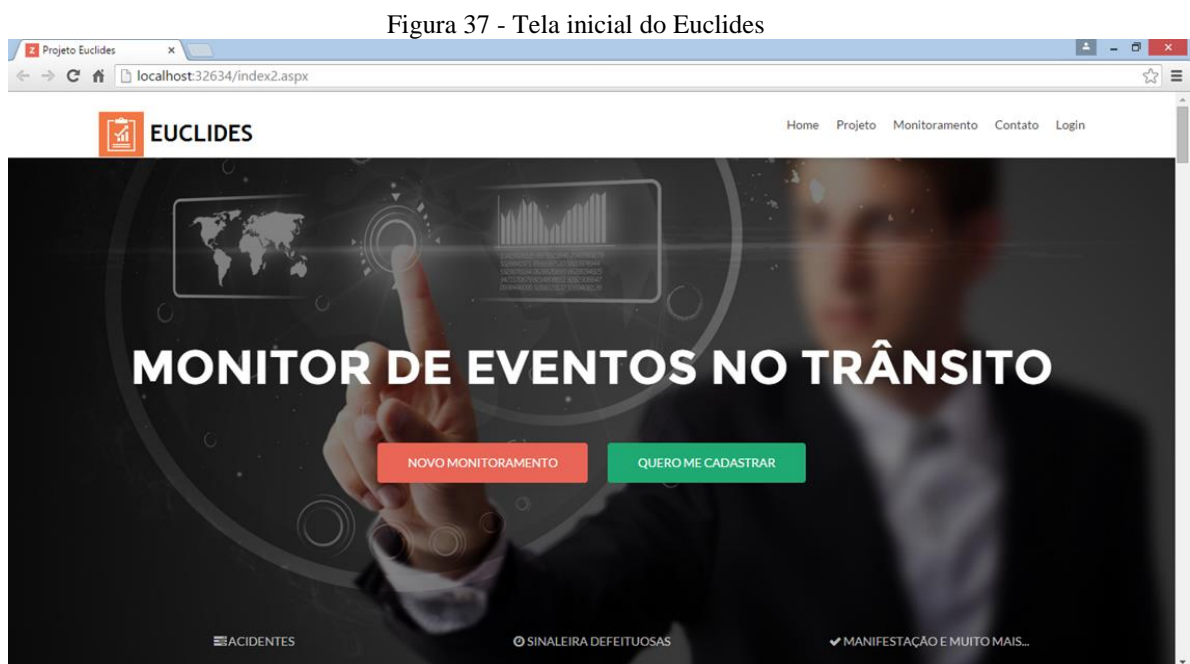 Figura 37 - Tela inicial do Euclides
Projeto Euclides
localhost:32634/index2.aspx
EUCLIDES
Home Projeto Monitoramento Contato Login
MONITOR DE EVENTOS NO TRÂNSITO
NOVO MONITORAMENTO QUERO ME CADASTRAR
ACIDENTES SINALEIRA DEFEITUOSAS MANIFESTAÇÃO E MUITO MAIS...